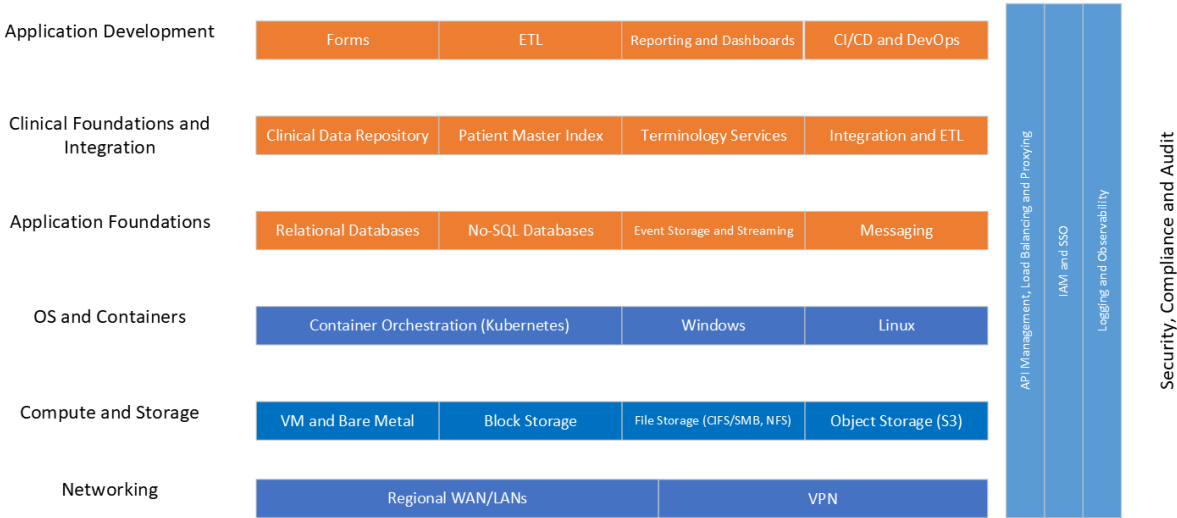 Application Development
Forms
ETL
Reporting and Dashboards
CI/CD and DevOps
Clinical Foundations and
Integration
Clinical Data Repository
Patient Master Index
Terminology Services
Integration and ETL
Application Foundations
Relational Databases
No-SQL Databases
Event Storage and Streaming
Messaging
OS and Containers
Container Orchestration (Kubernetes)
Windows
Linux
Compute and Storage
VM and Bare Metal
Block Storage
File Storage (CIFS/SMB, NFS)
Object Storage (S3)
Networking
Regional WAN/LANs
VPN
API Management, Load Balancing and Proxying
IAM and SSO
Logging and Observability
Security, Compliance and Audit